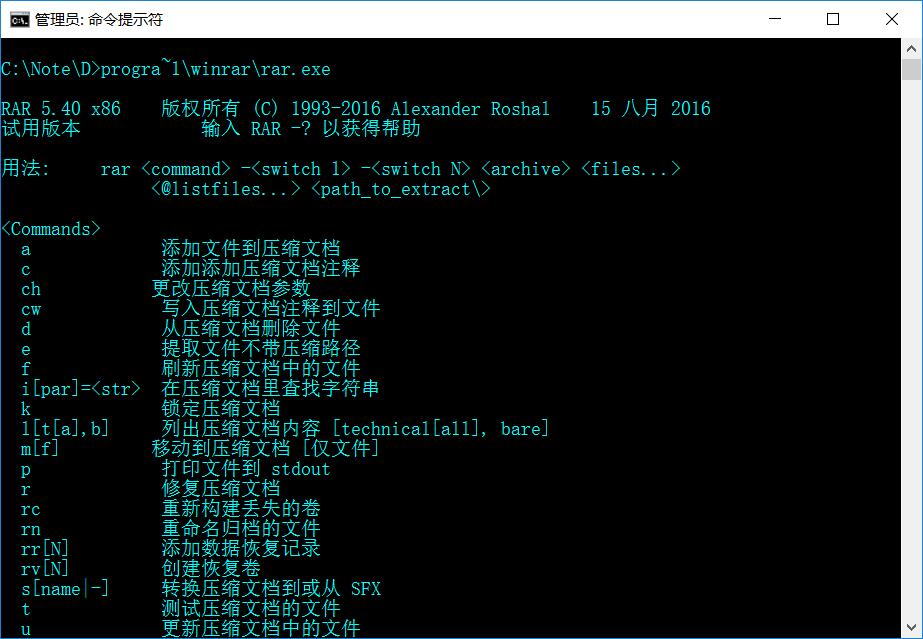 管理员: 命令提示符
C:\Note\D>progra~1\winrar\rar.exe
RAR 5.40 x86    版权所有 (C) 1993-2016 Alexander Roshal    15 八月 2016
试用版本            输入 RAR -? 以获得帮助
用法:     rar <command> -<switch 1> -<switch N> <archive> <files...>
<@listfiles...> <path_to_extract\>
<Commands>
a             添加文件到压缩文档
c             添加添加压缩文档注释
ch           更改压缩文档参数
cw            写入压缩文档注释到文件
d             从压缩文档删除文件
e             提取文件不带压缩路径
f             刷新压缩文档中的文件
i[par]=<str>  在压缩文档里查找字符串
k             锁定压缩文档
l[t[a],b]     列出压缩文档内容 [technical[all], bare]
m[f]         移动到压缩文档 [仅文件]
p             打印文件到 stdout
r             修复压缩文档
rc            重新构建丢失的卷
rn            重命名归档的文件
rr[N]         添加数据恢复记录
rv[N]         创建恢复卷
s[name|-]     转换压缩文档到或从 SFX
t             测试压缩文档的文件
u             更新压缩文档中的文件